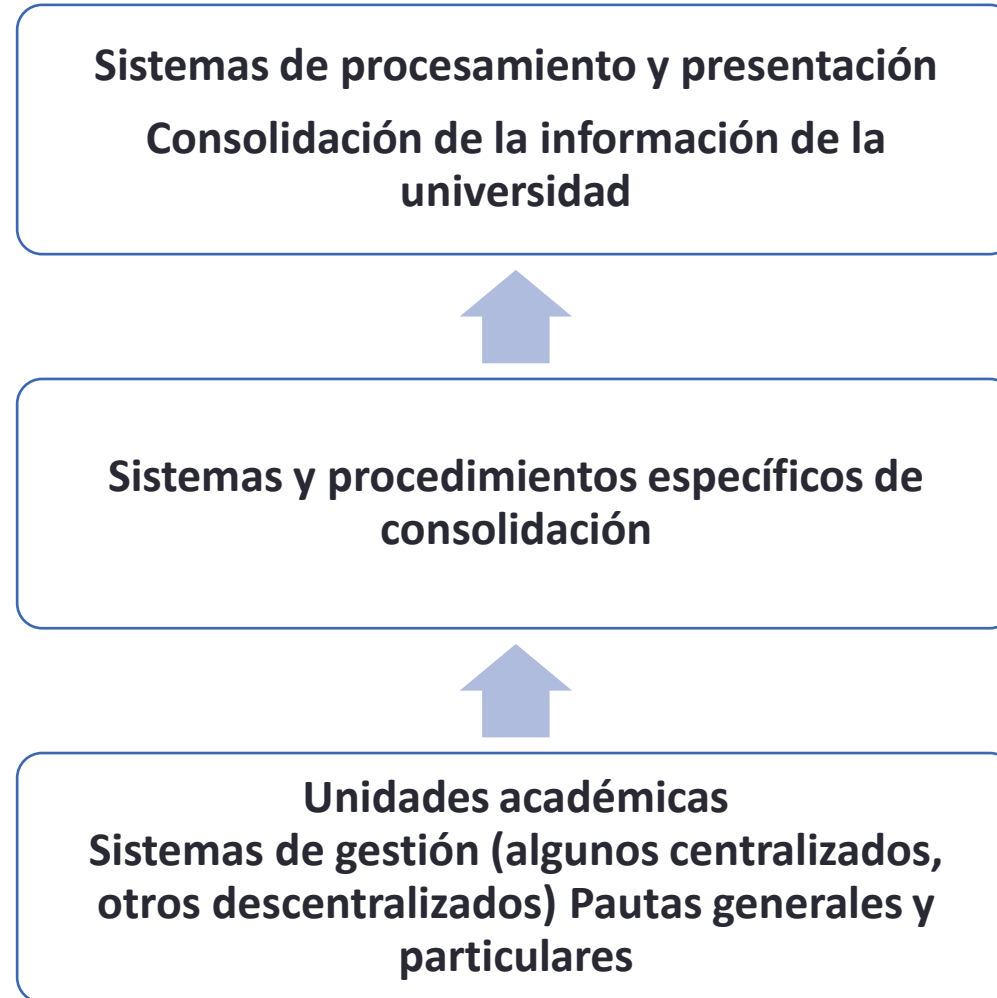 Sistemas de procesamiento y presentación
Consolidación de la información de la
universidad
Sistemas y procedimientos específicos de
consolidación
Unidades académicas
Sistemas de gestión (algunos centralizados,
otros descentralizados) Pautas generales y
particulares